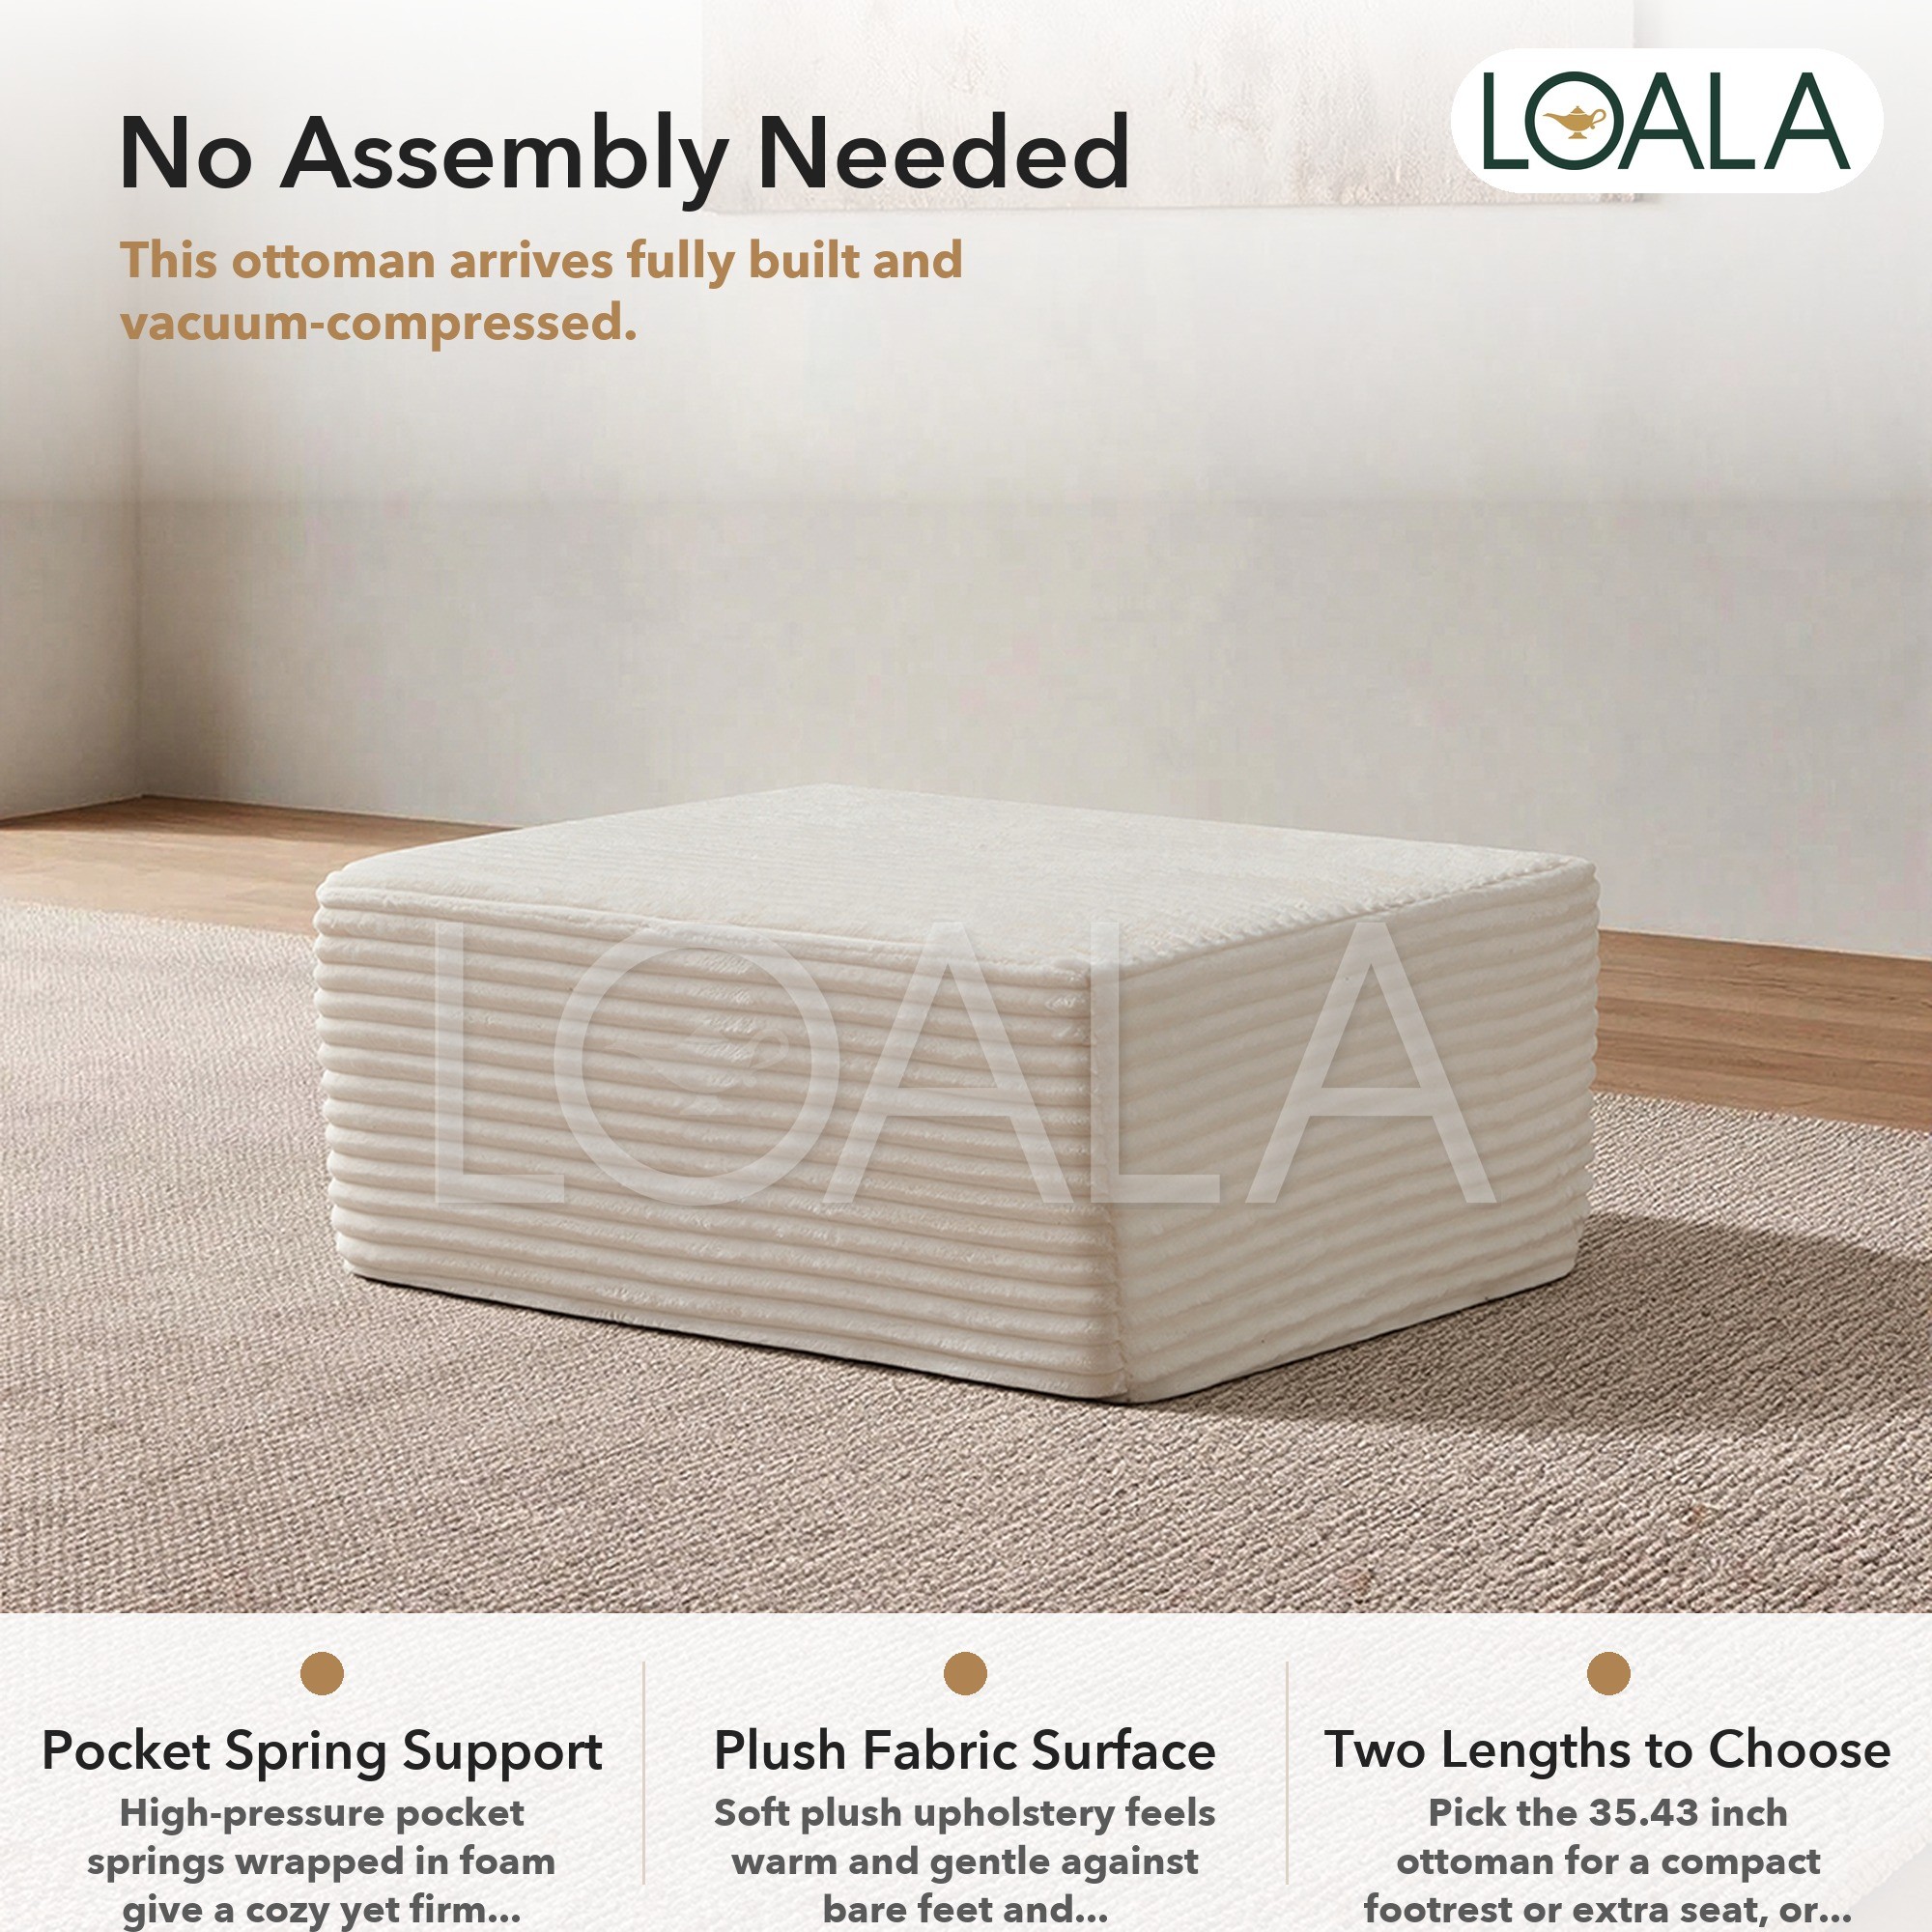 LOALA
No Assembly Needed
This ottoman arrives fully built and
vacuum-compressed.
LOALA
Pocket Spring Support
High-pressure pocket
springs wrapped in foam
give a cozy yet firm...
Plush Fabric Surface
Soft plush upholstery feels
warm and gentle against
bare feet and...
Two Lengths to Choose
Pick the 35.43 inch
ottoman for a compact
footrest or extra seat, or...